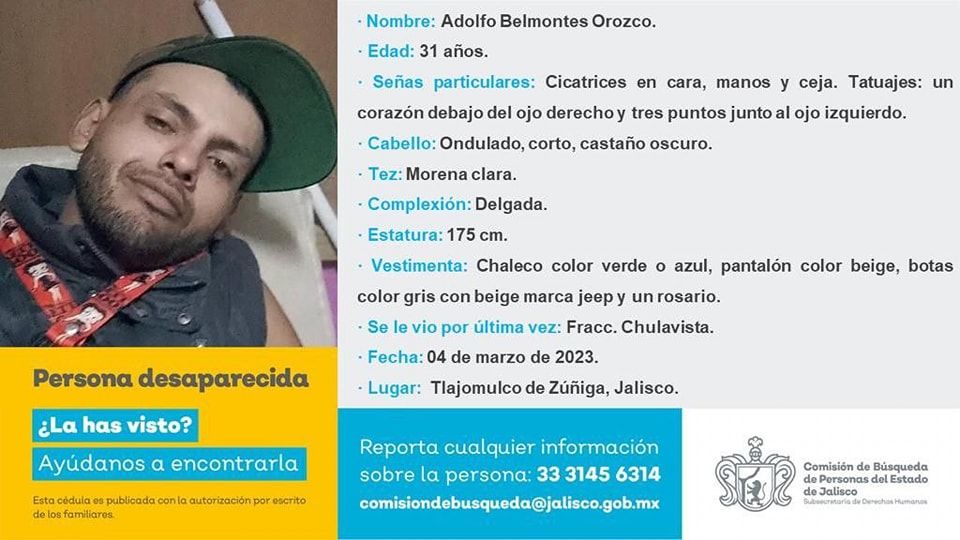 · Nombre: Adolfo Belmontes Orozco.
· Edad: 31 años.
· Señas particulares: Cicatrices en cara, manos y ceja. Tatuajes: un
corazón debajo del ojo derecho y tres puntos junto al ojo izquierdo.
· Cabello: Ondulado, corto, castaño oscuro.
· Tez: Morena clara.
· Complexión: Delgada.
· Estatura: 175 cm.
· Vestimenta: Chaleco color verde o azul, pantalón color beige, botas
color gris con beige marca jeep y un rosario.
· Se le vio por última vez: Fracc. Chulavista.
· Fecha: 04 de marzo de 2023.
· Lugar: Tlajomulco de Zúñiga, Jalisco.
Persona desaparecida
¿La has visto?
Ayúdanos a encontrarla
Esta cédula es publicada con la autorización por escrito
de los familiares.
Reporta cualquier información
sobre la persona: 33 3145 6314
comisiondebusqueda@jalisco.gob.mx
Comisión de Búsqueda
de Personas del Estado
de Jalisco
Subsecretaría de Derechos Humanos